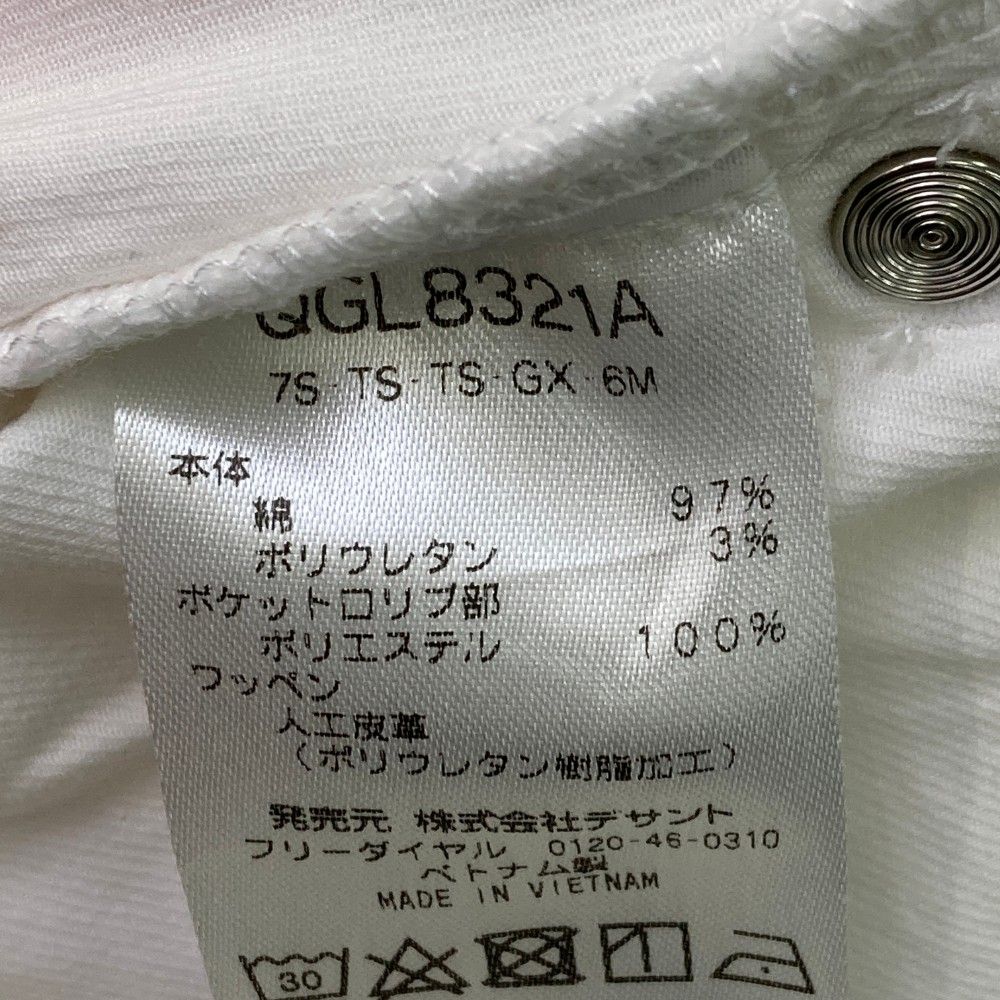 QGL8321A
7S-TS-TS-GX-6M
本体
綿 97%
ポリウレタン 3%
ポケット口リブ部
ポリエステル 100%
ワッペン
人工皮革
(ポリウレタン樹脂加工)
発売元 株式会社デサント
フリーダイヤル 0120-46-0310
ベトナム製
MADE IN VIETNAM
30